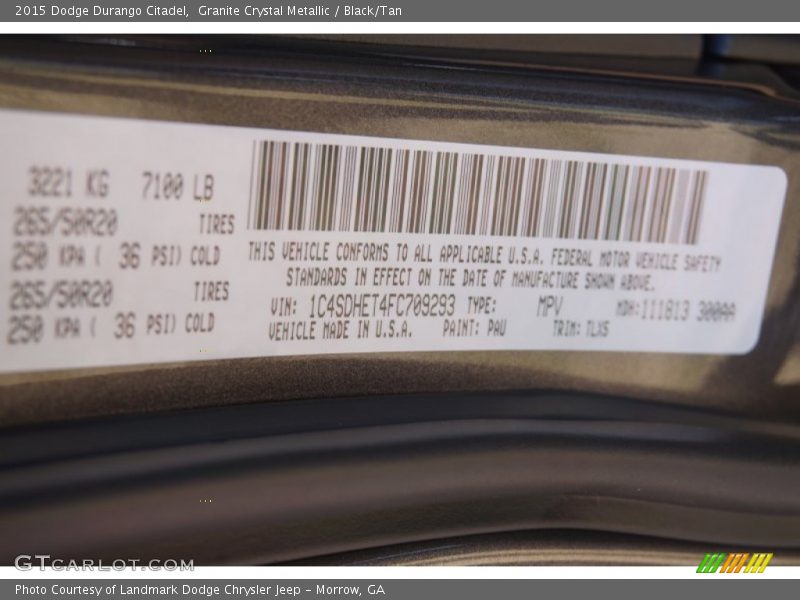 2015 Dodge Durango Citadel,  Granite Crystal Metallic / Black/Tan
3221 KG 7100 LB
265/50R20 TIRES
250 KPA ( 36 PSI) COLD
265/50R20 TIRES
250 KPA ( 36 PSI) COLD
THIS VEHICLE CONFORMS TO ALL APPLICABLE U.S.A. FEDERAL MOTOR VEHICLE SAFETY
STANDARDS IN EFFECT ON THE DATE OF MANUFACTURE SHOWN ABOVE.
VIN: 1C4SDHET4FC709293 TYPE: MPV MDH:111813 300AA
VEHICLE MADE IN U.S.A. PAINT: PAU TRIM: TLX5
GTcarlot.com
Photo Courtesy of Landmark Dodge Chrysler Jeep – Morrow, GA